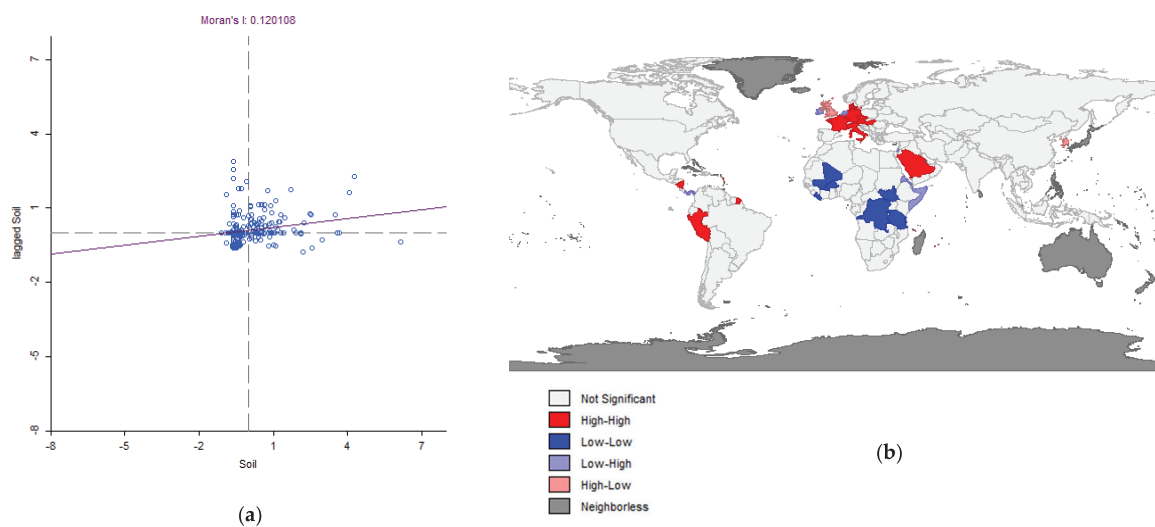 Moran's I: 0.120108
7
4
1
-2
-5
-8
lagged Soil
-8
-5
-2
1
4
7
Soil
(a)
Not Significant
High-High
Low-Low
Low-High
High-Low
Neighborless
(b)